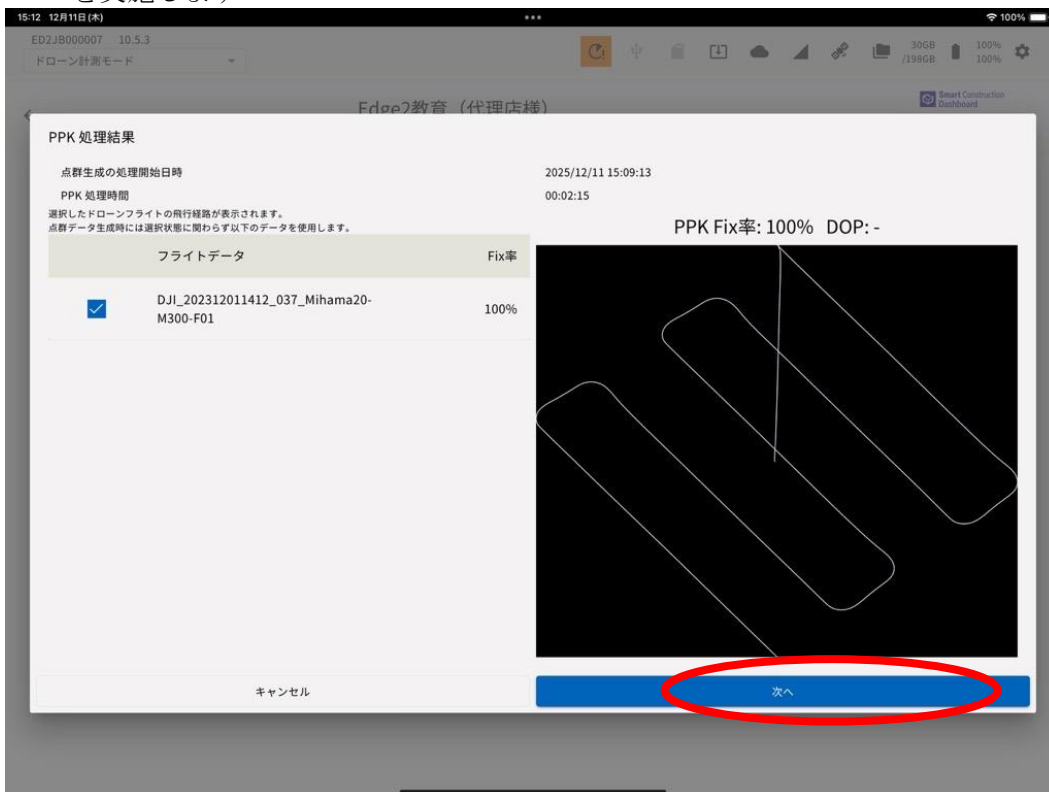 を実施します
15:12 12月11日(木)
100%
ED2JB000007 10.5.3
ドローン計測モード
30GB
/198GB
100%
100%
Edge2教育（代理店様）
Smart Construction
Dashboard
PPK 処理結果
点群生成の処理開始日時
2025/12/11 15:09:13
PPK 処理時間
00:02:15
選択したドローンフライトの飛行経路が表示されます。
点群データ生成時には選択状態に関わらず以下のデータを使用します。
PPK Fix率: 100% DOP: -
フライトデータ
Fix率
DJI_202312011412_037_Mihama20-
M300-F01
100%
キャンセル
次へ